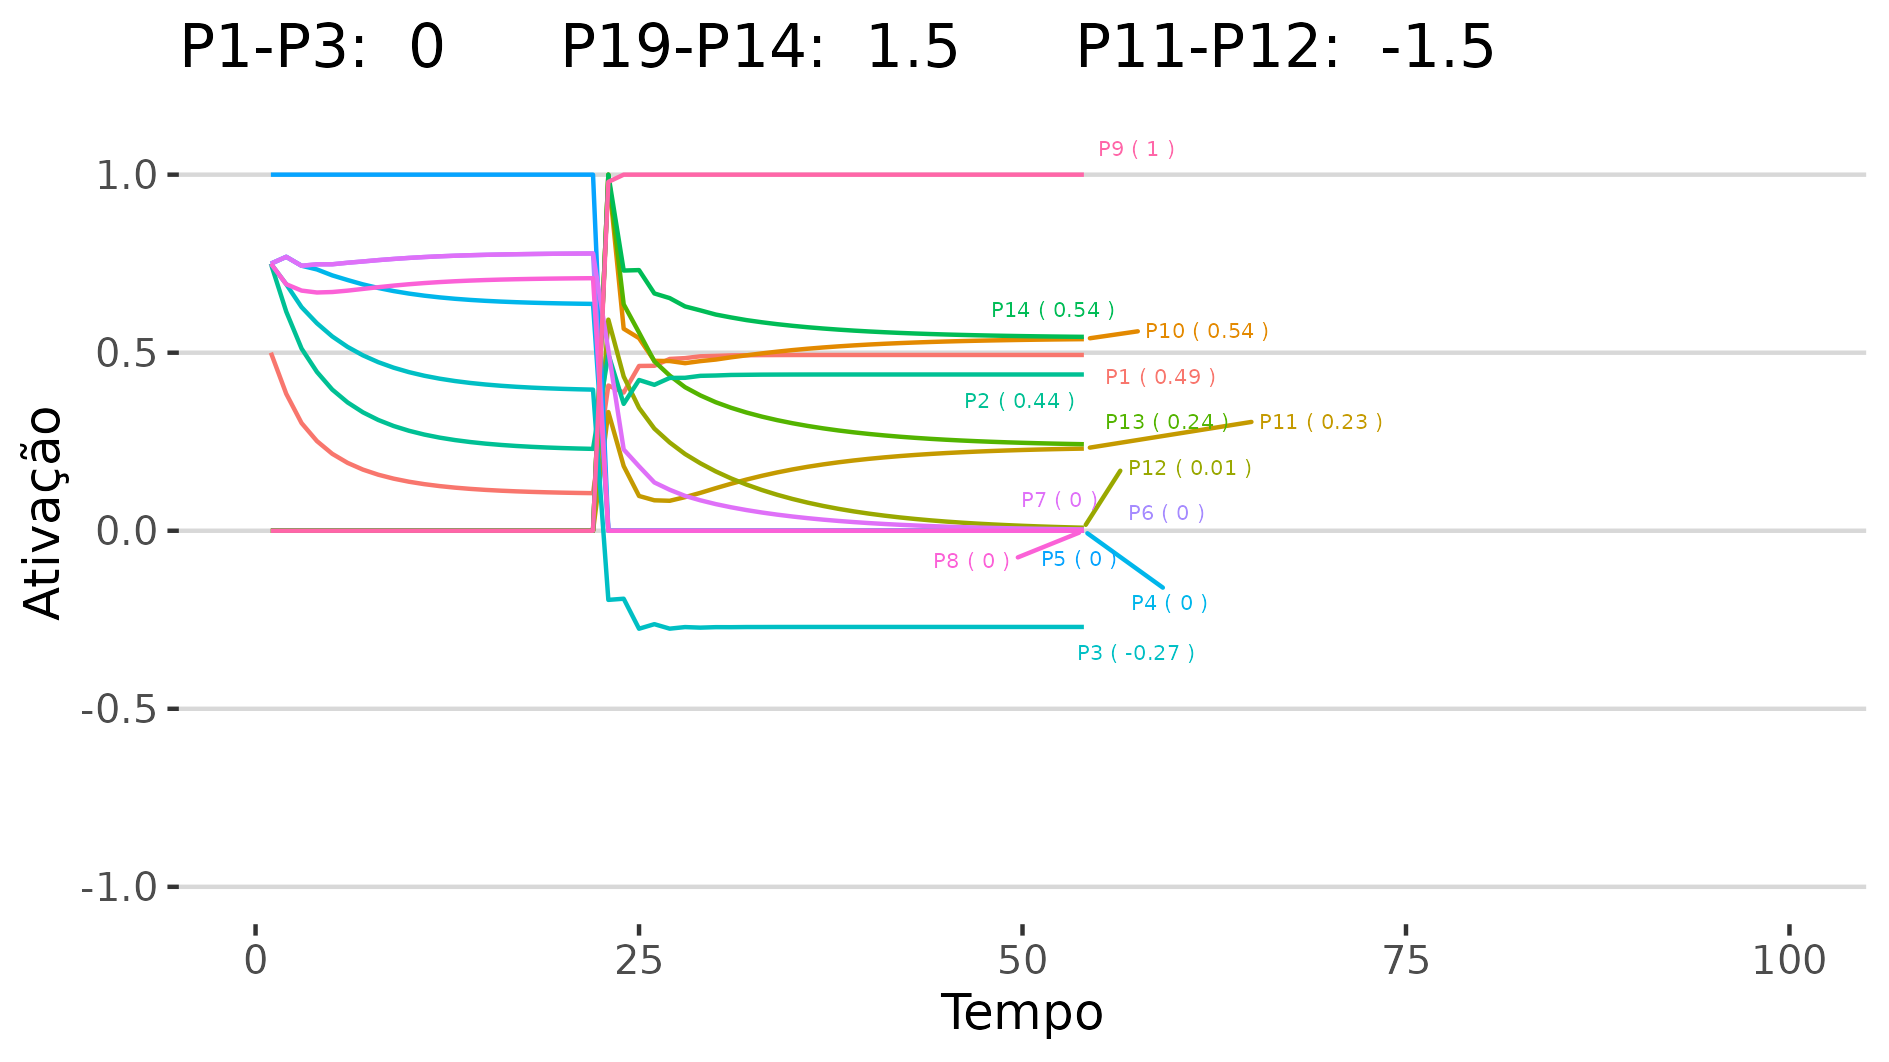 P1-P3:  0  P19-P14:  1.5  P11-P12:  -1.5
Ativação
1.0
0.5
0.0
-0.5
-1.0
P9 ( 1 )
P14 ( 0.54 )
P10 ( 0.54 )
P1 ( 0.49 )
P2 ( 0.44 )
P13 ( 0.24 )
P11 ( 0.23 )
P12 ( 0.01 )
P7 ( 0 )
P6 ( 0 )
P8 ( 0 )
P5 ( 0 )
P4 ( 0 )
P3 ( -0.27 )
0 25 50 75 100
Tempo